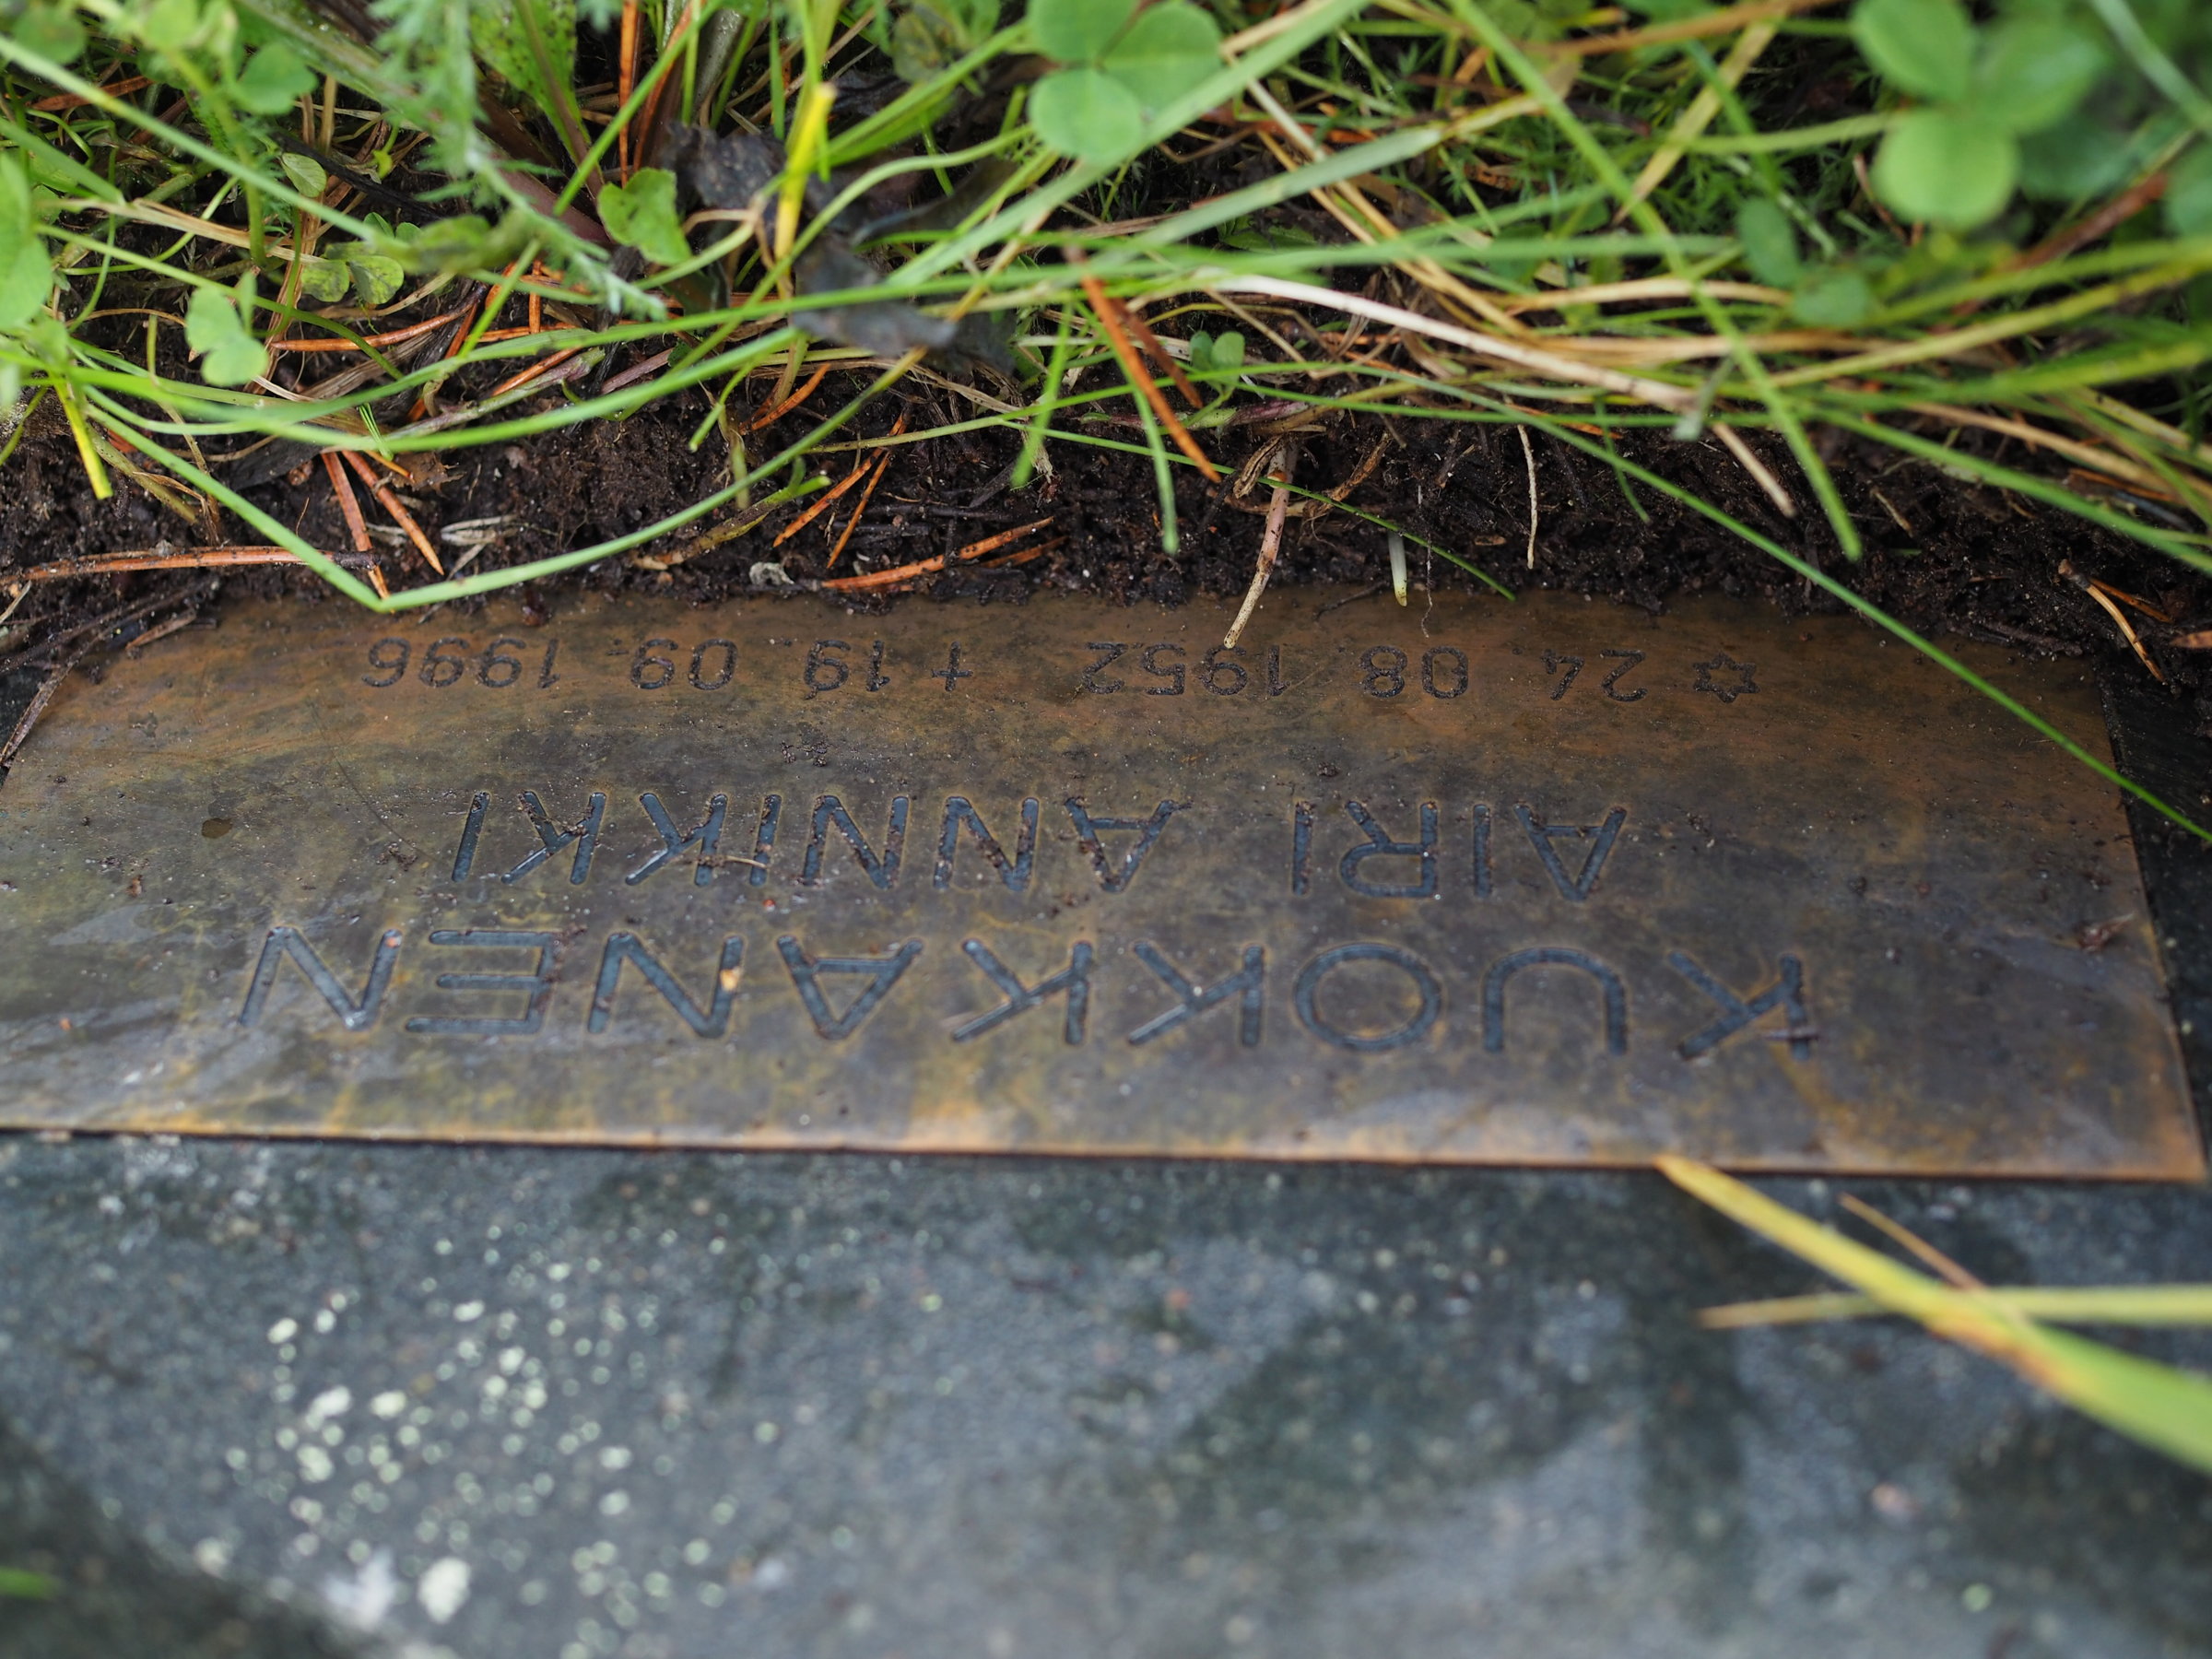 KUOKKANEN
AIRI ANNIKKI
✡ 24. 08. 1952 + 19. 09. 1996